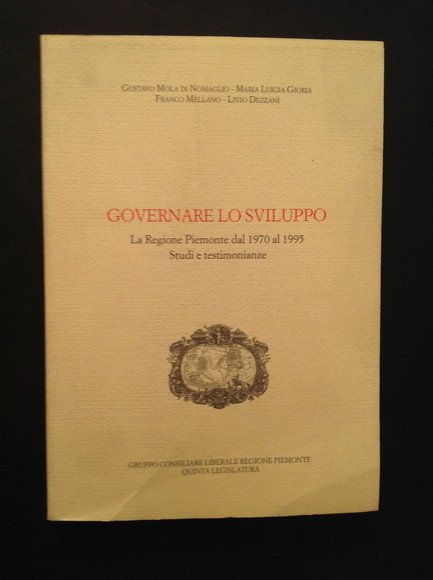 Gustavo Mola di Nomaglio - Maria Luigia Gioria
Franco Mellano - Livio Dezzani
GOVERNARE LO SVILUPPO
La Regione Piemonte dal 1970 al 1995
Studi e testimonianze
GRUPPO CONSILIARE LIBERALE REGIONE PIEMONTE
QUINTA LEGISLATURA